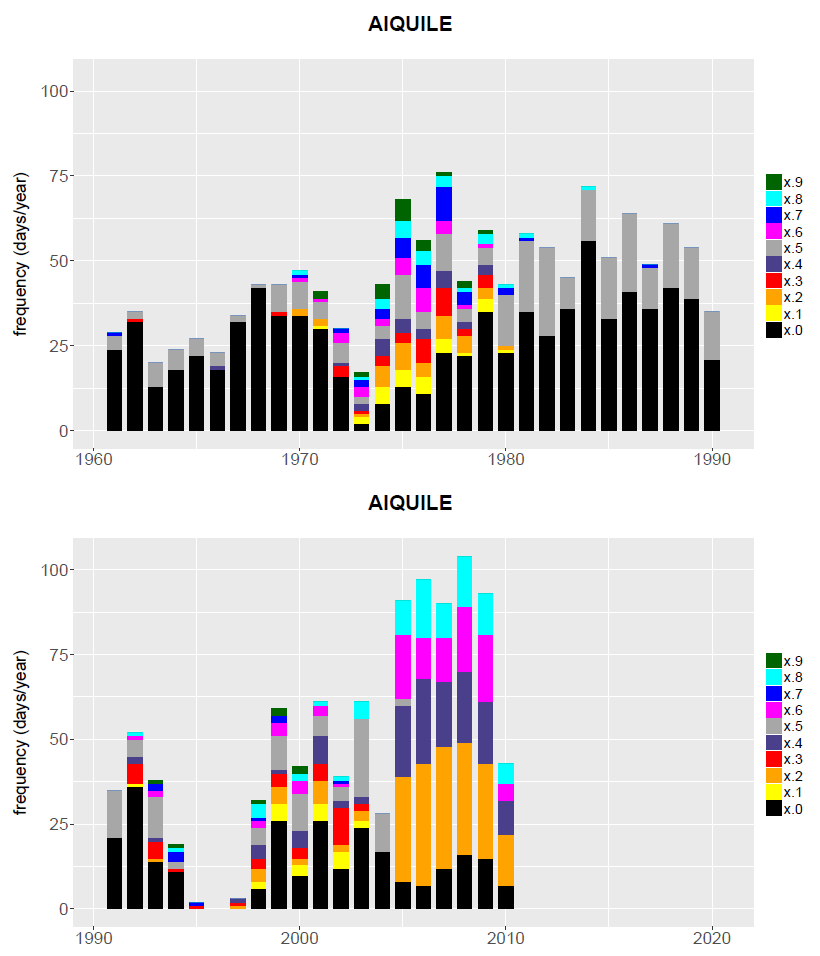 AIQUILE
100
75
50
25
0
frequency (days/year)
1960 1970 1980 1990
x.9
x.8
x.7
x.6
x.5
x.4
x.3
x.2
x.1
x.0
AIQUILE
100
75
50
25
0
frequency (days/year)
1990 2000 2010 2020
x.9
x.8
x.7
x.6
x.5
x.4
x.3
x.2
x.1
x.0